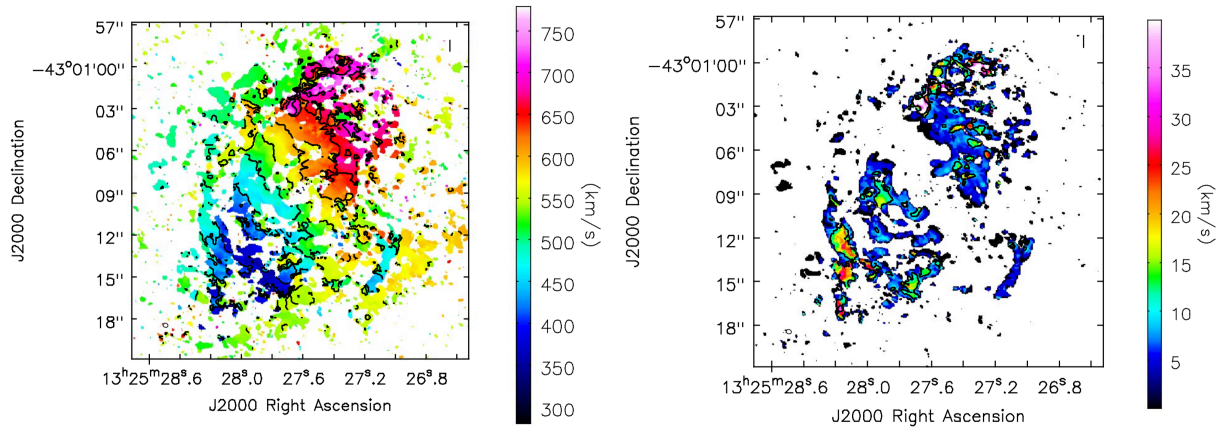 57''
−43°01'00''
03''
06''
09''
12''
15''
18''
J2000 Declination
13ʰ25ᵐ28ˢ.6
28ˢ.0
27ˢ.6
27ˢ.2
26ˢ.8
J2000 Right Ascension
I
750
700
650
600
550
500
450
400
350
300
(km/s)
57''
−43°01'00''
03''
06''
09''
12''
15''
18''
J2000 Declination
13ʰ25ᵐ28ˢ.6
28ˢ.0
27ˢ.6
27ˢ.2
26ˢ.8
J2000 Right Ascension
I
35
30
25
20
15
10
5
(km/s)